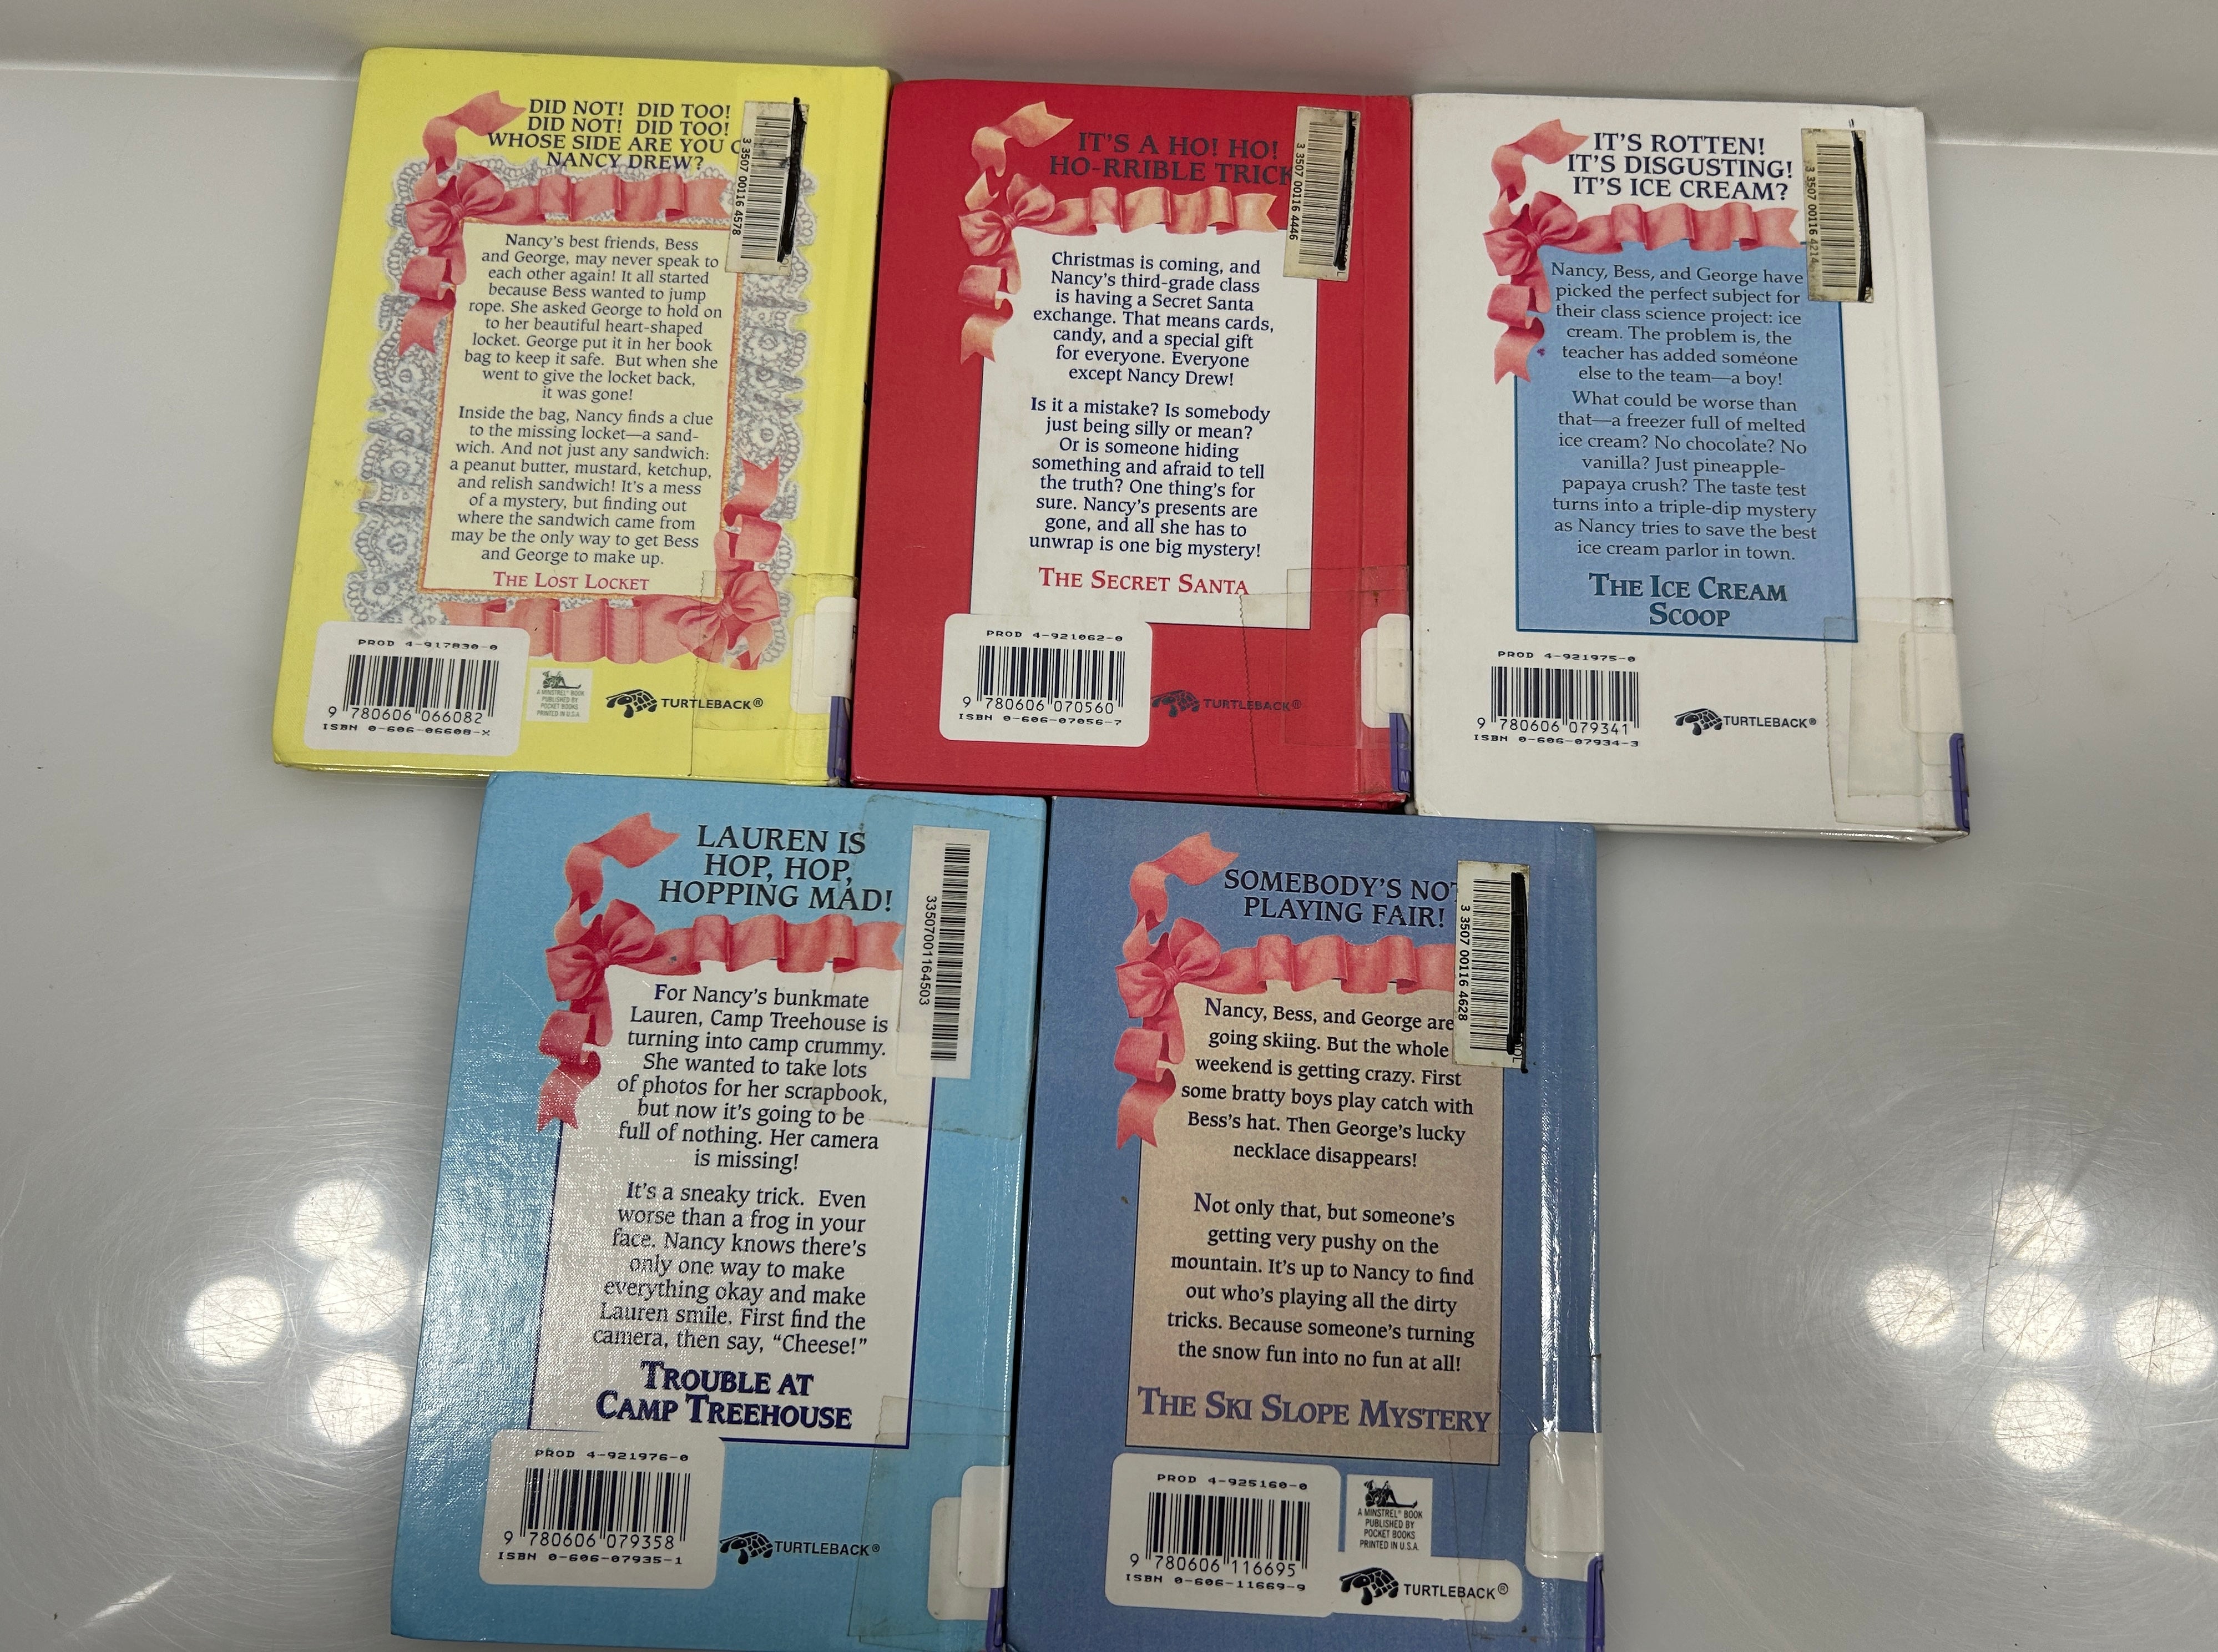 DID NOT! DID TOO!
DID NOT! DID TOO!
WHOSE SIDE ARE YOU
NANCY DREW?
3 3507 00116 4578
Nancy's best friends, Bess
and George, may never speak to
each other again! It all started
because Bess wanted to jump
rope. She asked George to hold on
to her beautiful heart-shaped
locket. George put it in her book
bag to keep it safe. But when she
went to give the locket back,
it was gone!
Inside the bag, Nancy finds a clue
to the missing locket—a sand-
wich. And not just any sandwich:
a peanut butter, mustard, ketchup,
and relish sandwich! It's a mess
of a mystery, but finding out
where the sandwich came from
may be the only way to get Bess
and George to make up.
THE LOST LOCKET
PROD 4-917830-0
9 780606 066082
ISBN 0-606-06608-X
A MINSTREL® BOOK
PUBLISHED BY
POCKET BOOKS
PRINTED IN U.S.A.
TURTLEBACK®
IT'S A HO! HO!
HO-RRIBLE TRICK
3 3507 00116 4446
Christmas is coming, and
Nancy's third-grade class
is having a Secret Santa
exchange. That means cards,
candy, and a special gift
for everyone. Everyone
except Nancy Drew!
Is it a mistake? Is somebody
just being silly or mean?
Or is someone hiding
something and afraid to tell
the truth? One thing's for
sure. Nancy's presents are
gone, and all she has to
unwrap is one big mystery!
THE SECRET SANTA
PROD 4-921062-0
9 780606 070560
ISBN 0-606-07056-7
TURTLEBACK®
IT'S ROTTEN!
IT'S DISGUSTING!
IT'S ICE CREAM?
3 3507 00116 4214
Nancy, Bess, and George have
picked the perfect subject for
their class science project: ice
cream. The problem is, the
teacher has added someone
else to the team—a boy!
What could be worse than
that—a freezer full of melted
ice cream? No chocolate? No
vanilla? Just pineapple-
papaya crush? The taste test
turns into a triple-dip mystery
as Nancy tries to save the best
ice cream parlor in town.
THE ICE CREAM
SCOOP
PROD 4-921975-0
9 780606 079341
ISBN 0-606-07934-3
TURTLEBACK®
LAUREN IS
HOP, HOP,
HOPPING MAD!
33507001164503
For Nancy's bunkmate
Lauren, Camp Treehouse is
turning into camp crummy.
She wanted to take lots
of photos for her scrapbook,
but now it's going to be
full of nothing. Her camera
is missing!
It's a sneaky trick. Even
worse than a frog in your
face. Nancy knows there's
only one way to make
everything okay and make
Lauren smile. First find the
camera, then say, "Cheese!"
TROUBLE AT
CAMP TREEHOUSE
PROD 4-921976-0
9 780606 079358
ISBN 0-606-07935-1
TURTLEBACK®
SOMEBODY'S NOT
PLAYING FAIR!
3 3507 00116 4628
Nancy, Bess, and George are
going skiing. But the whole
weekend is getting crazy. First
some bratty boys play catch with
Bess's hat. Then George's lucky
necklace disappears!
Not only that, but someone's
getting very pushy on the
mountain. It's up to Nancy to find
out who's playing all the dirty
tricks. Because someone's turning
the snow fun into no fun at all!
THE SKI SLOPE MYSTERY
PROD 4-925160-0
9 780606 116695
ISBN 0-606-11669-9
A MINSTREL® BOOK
PUBLISHED BY
POCKET BOOKS
PRINTED IN U.S.A.
TURTLEBACK®